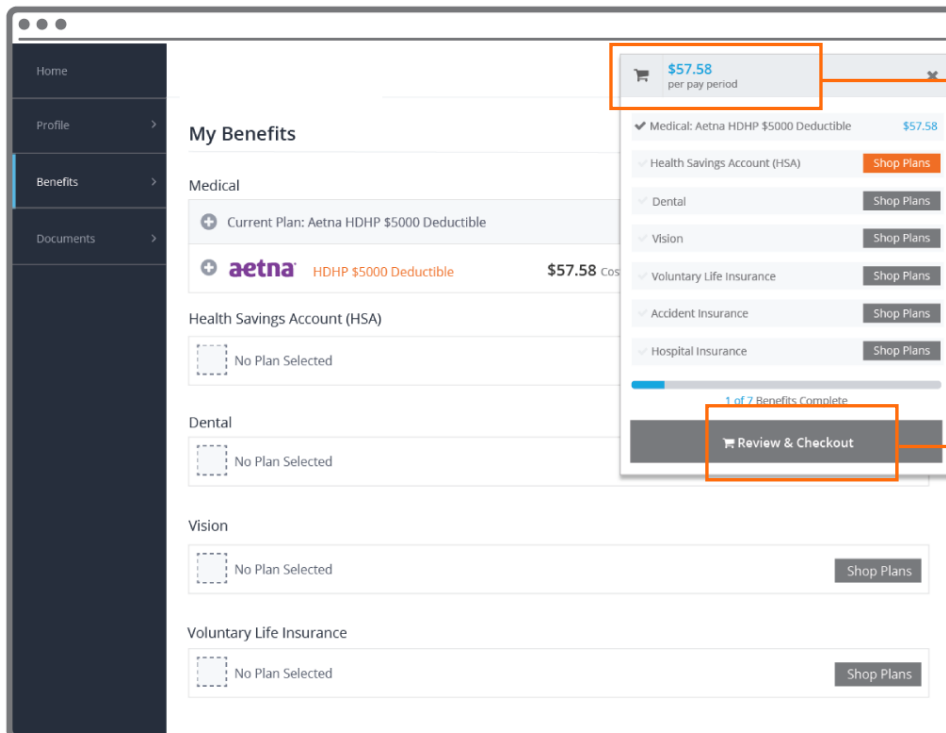 Home
Profile
Benefits
Documents
My Benefits
Medical
Current Plan: Aetna HDHP $5000 Deductible
aetna HDHP $5000 Deductible $57.58 Cos
Health Savings Account (HSA)
No Plan Selected
Dental
No Plan Selected
Vision
No Plan Selected Shop Plans
Voluntary Life Insurance
No Plan Selected Shop Plans
$57.58
per pay period
Medical: Aetna HDHP $5000 Deductible $57.58
Health Savings Account (HSA) Shop Plans
Dental Shop Plans
Vision Shop Plans
Voluntary Life Insurance Shop Plans
Accident Insurance Shop Plans
Hospital Insurance Shop Plans
1 of 7 Benefits Complete
Review & Checkout